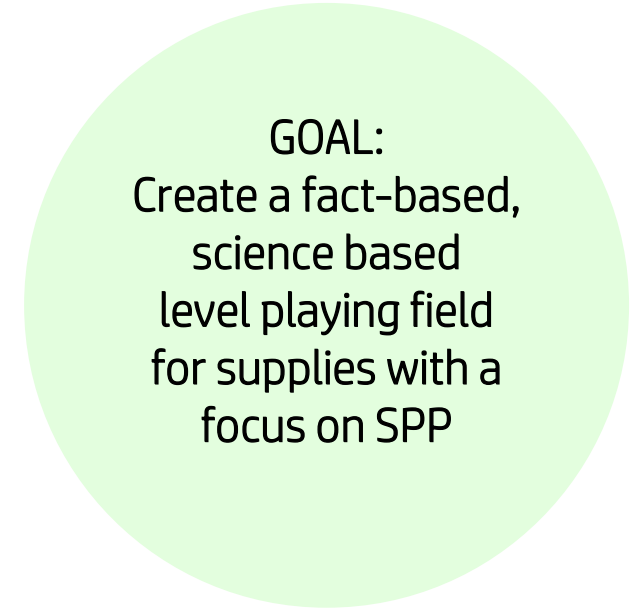 GOAL:
Create a fact-based,
science based
level playing field
for supplies with a
focus on SPP